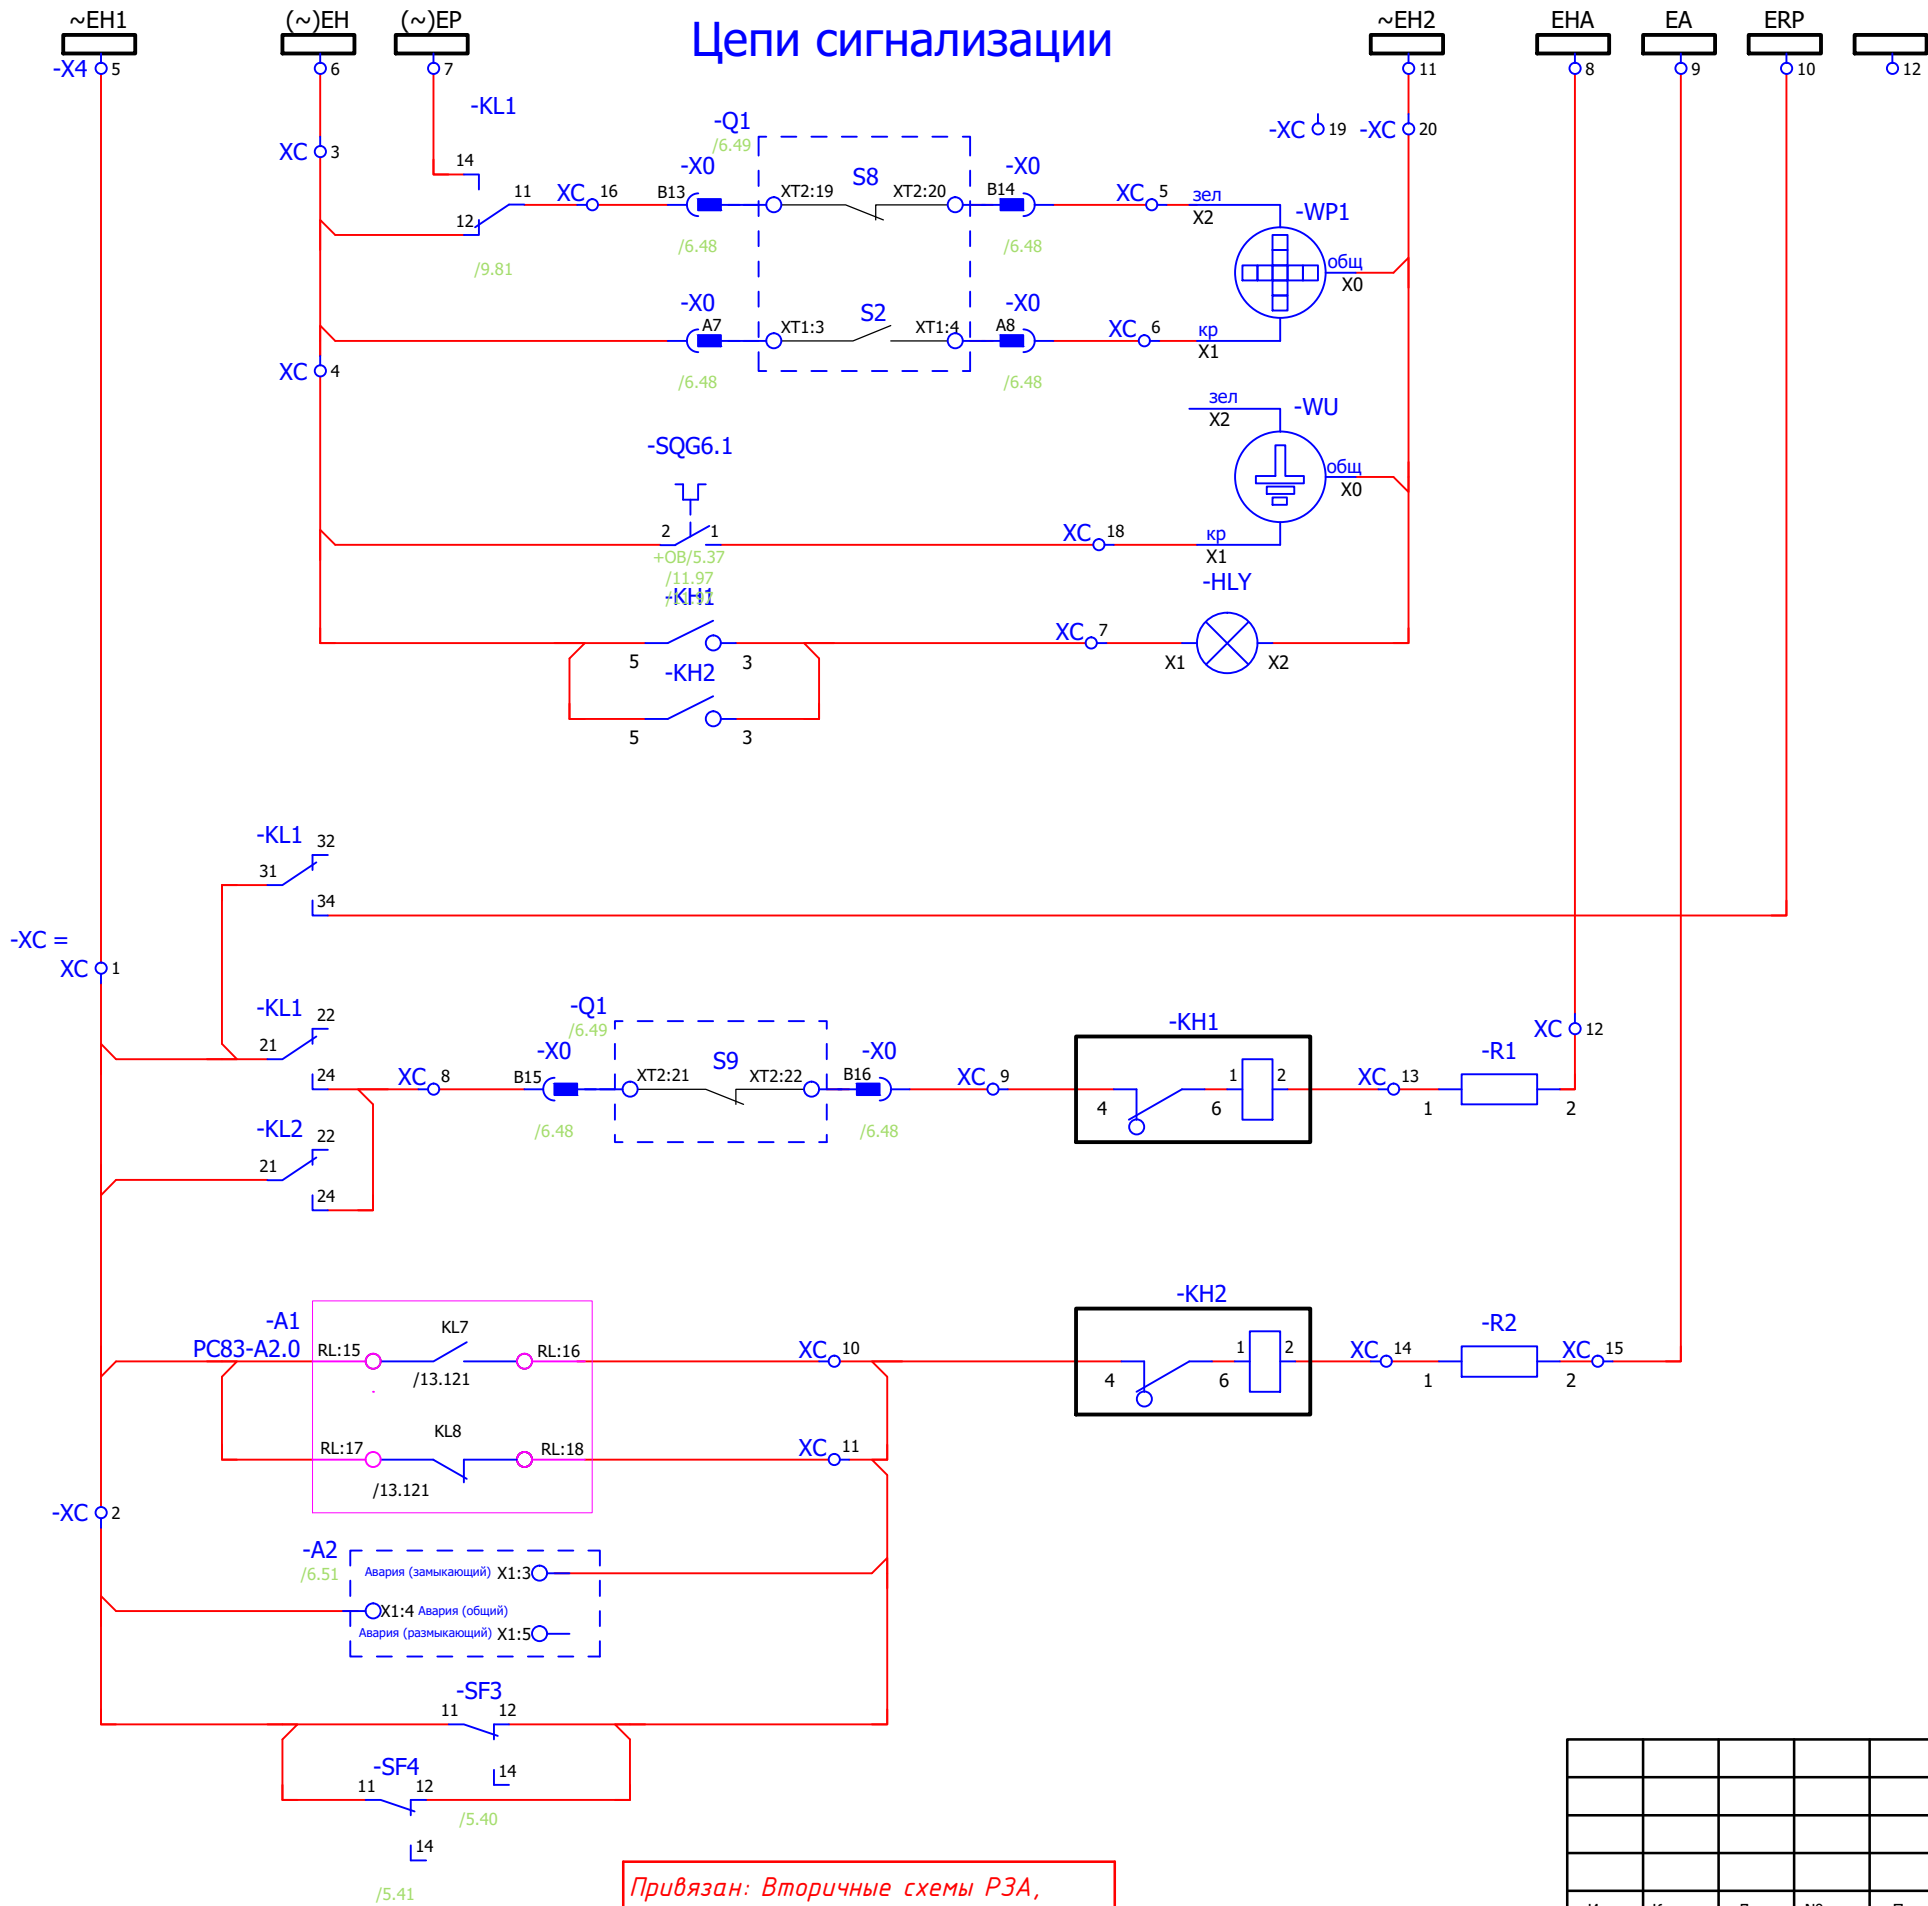 Цепи сигнализации
~EH1 (~)EH (~)EP ~EH2 EHA EA ERP
-X4 5 6 7 11 8 9 10 12
-KL1
-Q1
/6.49
-XC 19 -XC 20
XC 3
14 11 12
/9.81
XC 16
-X0 B13
/6.48
XT2:19 S8 XT2:20
-X0 B14
/6.48
XC 5
зел
X2
-WP1
общ
X0
-X0 A7
/6.48
XT1:3 S2 XT1:4
-X0 A8
/6.48
XC 6
кр
X1
XC 4
зел
X2
-WU
общ
X0
-SQG6.1
2 1
+ОВ/5.37
/11.97
XC 18
кр
X1
-KH1
5 3
XC 7
-HLY
X1 X2
-KH2
5 3
-KL1 32
31
34
-XC =
XC 1
-KL1 22
21
24
XC 8
-Q1
/6.49
-X0
B15
/6.48
XT2:21 S9 XT2:22
-X0
B16
/6.48
XC 9
-KH1
4 6 1 2
XC 13
-R1
1 2
XC 12
-KL2 22
21
24
-A1
PC83-A2.0
RL:15 KL7 RL:16
/13.121
XC 10
-KH2
4 6 1 2
XC 14
-R2
1 2
XC 15
RL:17 KL8 RL:18
/13.121
XC 11
-XC 2
-A2
/6.51
Авария (замыкающий) X1:3
X1:4 Авария (общий)
Авария (размыкающий) X1:5
-SF3
11 12
14
/5.40
-SF4
11 12
14
/5.41
Привязан: Вторичные схемы РЗА,